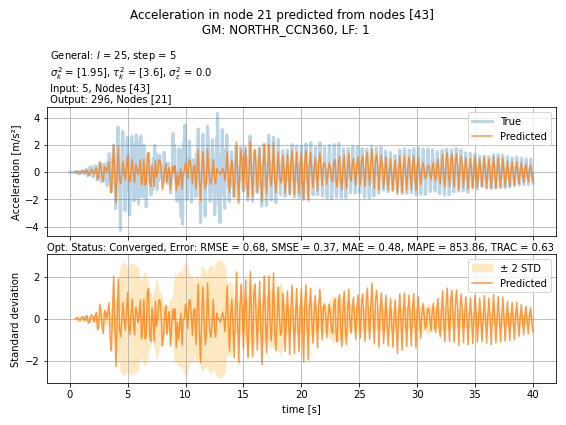 Acceleration in node 21 predicted from nodes [43]
GM: NORTHR_CCN360, LF: 1
General: l = 25, step = 5
σ²ₖ = [1.95], τ²ₖ = [3.6], σ²ε = 0.0
Input: 5, Nodes [43]
Output: 296, Nodes [21]
Acceleration [m/s²]
4
2
0
−2
−4
True
Predicted
Opt. Status: Converged, Error: RMSE = 0.68, SMSE = 0.37, MAE = 0.48, MAPE = 853.86, TRAC = 0.63
Standard deviation
2
0
−2
± 2 STD
Predicted
0 5 10 15 20 25 30 35 40
time [s]